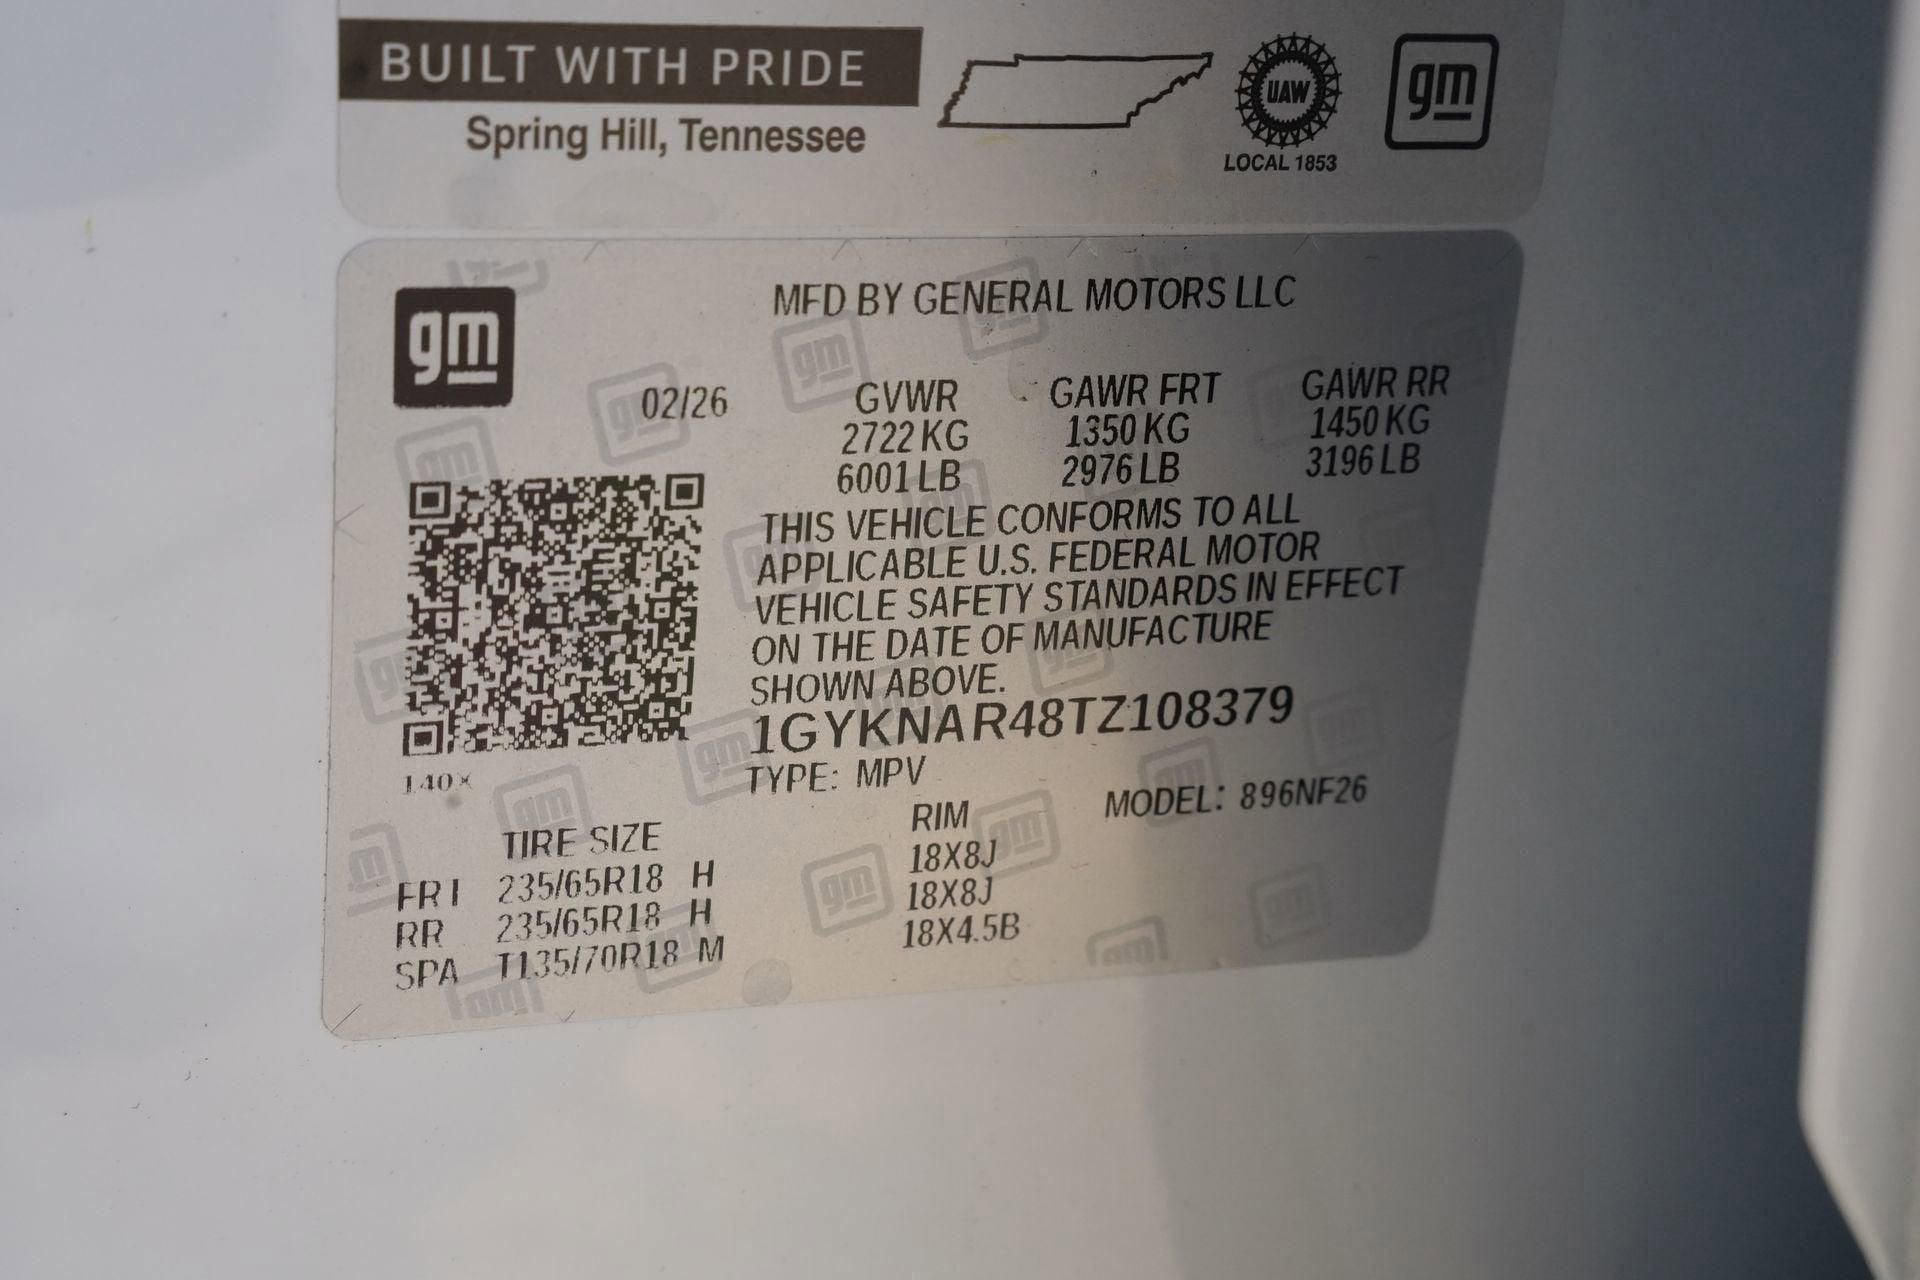 BUILT WITH PRIDE
Spring Hill, Tennessee
UAW
LOCAL 1853
gm
gm
MFD BY GENERAL MOTORS LLC
02/26 GVWR GAWR FRT GAWR RR
2722 KG 1350 KG 1450 KG
6001 LB 2976 LB 3196 LB
THIS VEHICLE CONFORMS TO ALL
APPLICABLE U.S. FEDERAL MOTOR
VEHICLE SAFETY STANDARDS IN EFFECT
ON THE DATE OF MANUFACTURE
SHOWN ABOVE.
1GYKNAR48TZ108379
140×
TYPE: MPV
MODEL: 896NF26
TIRE SIZE RIM
FRT 235/65R18 H 18X8J
RR 235/65R18 H 18X8J
SPA T135/70R18 M 18X4.5B